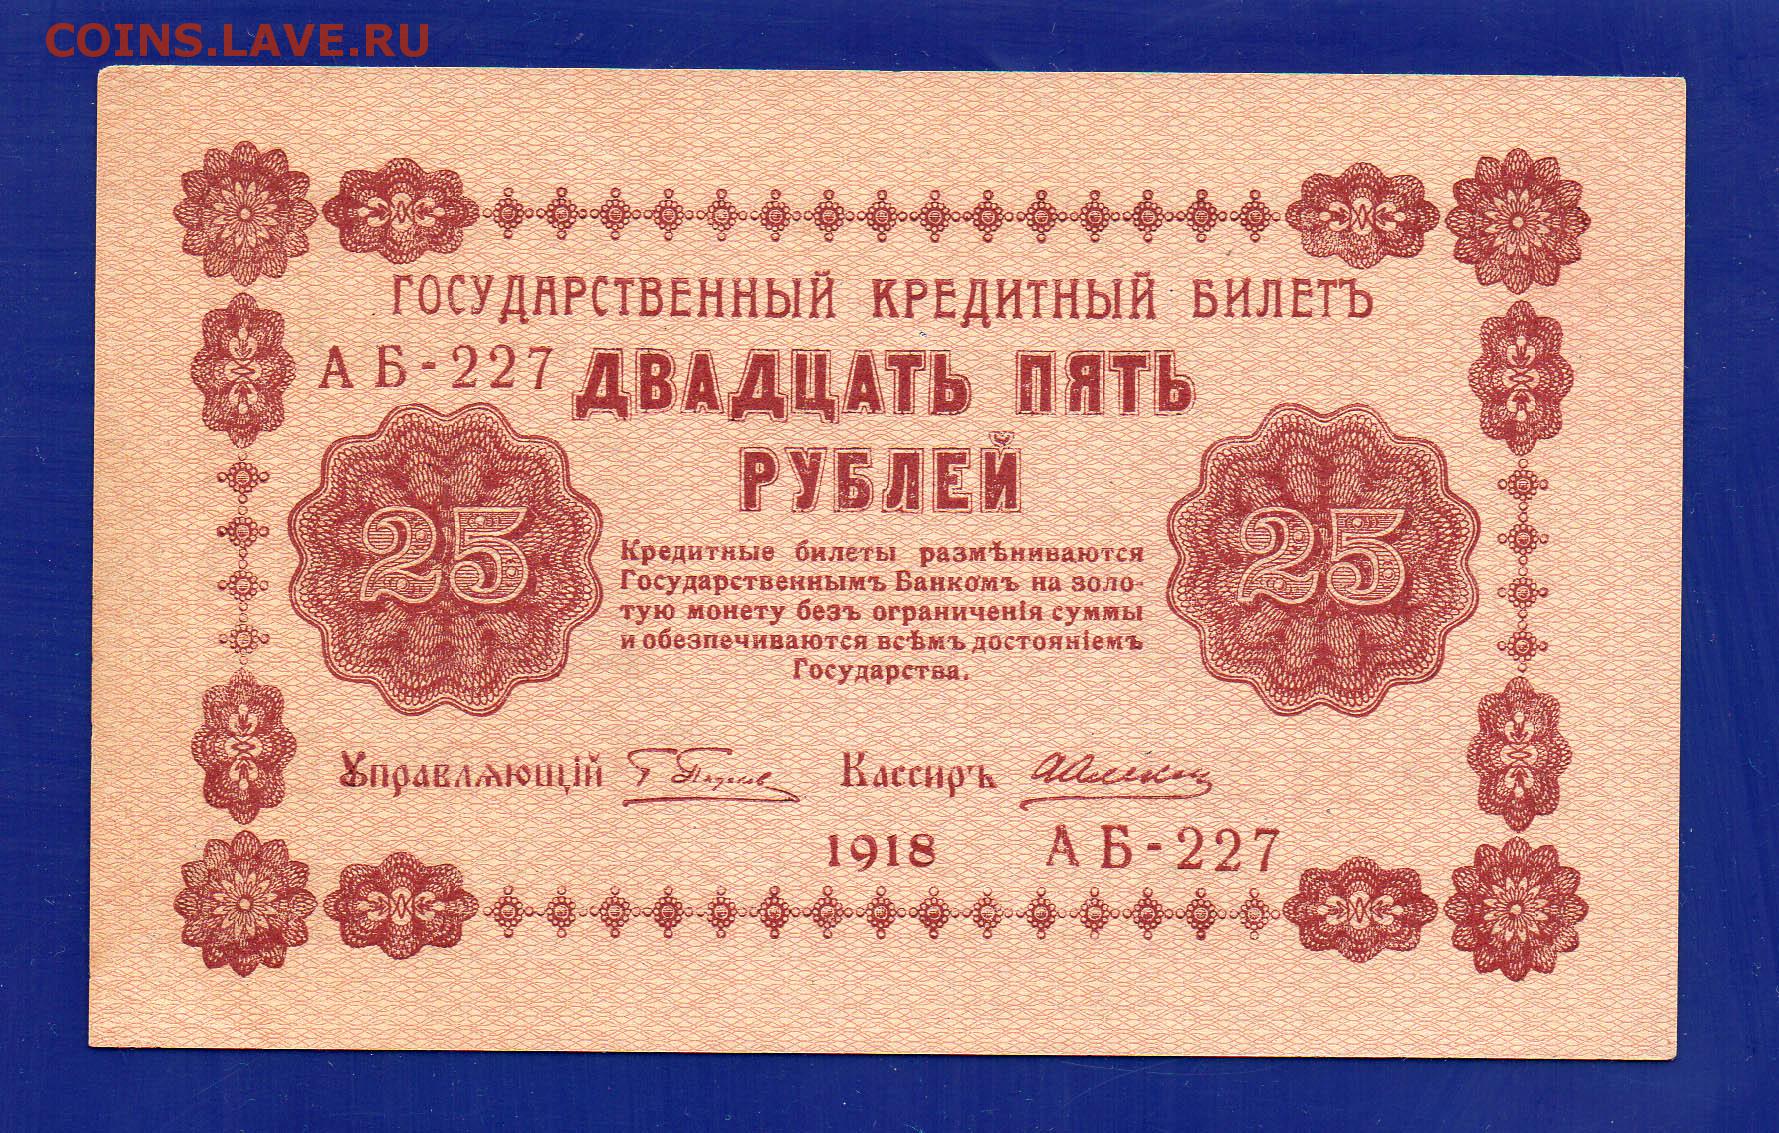 COINS.LAVE.RU
ГОСУДАРСТВЕННЫЙ КРЕДИТНЫЙ БИЛЕТЪ
АБ-227 ДВАДЦАТЬ ПЯТЬ
РУБЛЕЙ
25 25
Кредитные билеты размѣниваются
Государственнымъ Банкомъ на золо-
тую монету безъ ограниченія суммы
и обезпечиваются всѣмъ достояніемъ
Государства.
Управляющій Кассиръ
1918 АБ-227